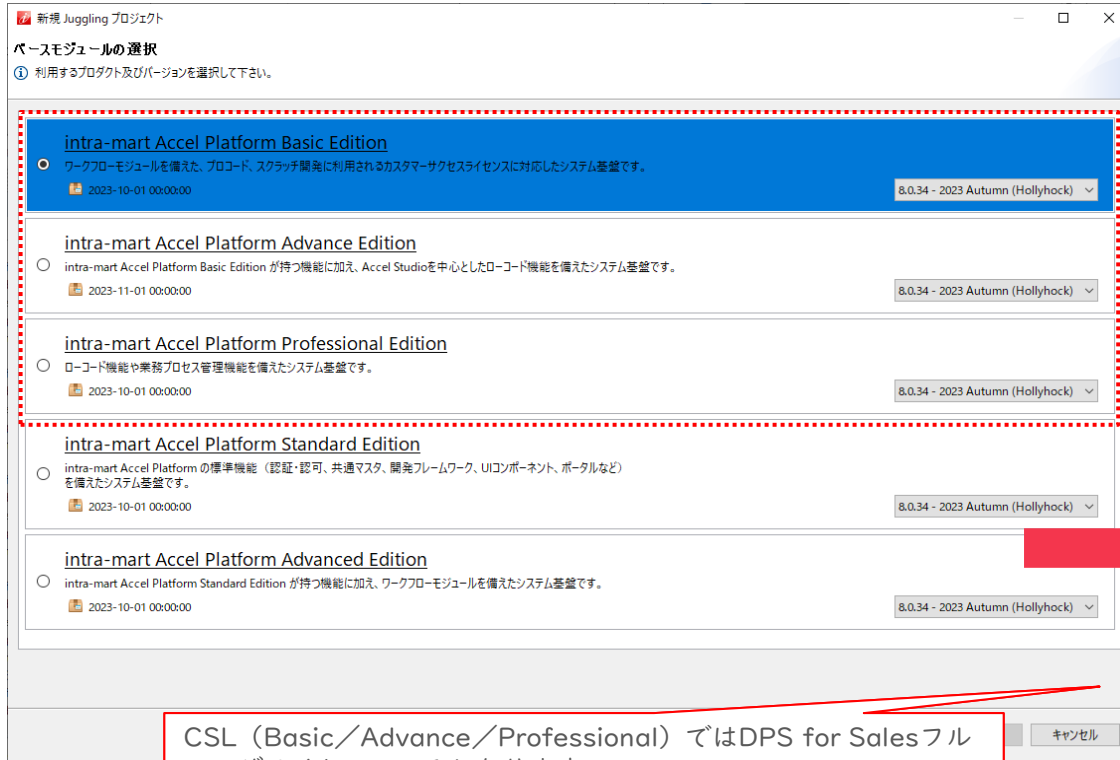 新規 Juggling プロジェクト
ベースモジュールの選択
利用するプロダクト及びバージョンを選択して下さい。
intra-mart Accel Platform Basic Edition
ワークフローモジュールを備えた、プロコード、スクラッチ開発に利用されるカスタマーサクセスライセンスに対応したシステム基盤です。
2023-10-01 00:00:00
8.0.34 - 2023 Autumn (Hollyhock)
intra-mart Accel Platform Advance Edition
intra-mart Accel Platform Basic Edition が持つ機能に加え、Accel Studioを中心としたローコード機能を備えたシステム基盤です。
2023-11-01 00:00:00
8.0.34 - 2023 Autumn (Hollyhock)
intra-mart Accel Platform Professional Edition
ローコード機能や業務プロセス管理機能を備えたシステム基盤です。
2023-10-01 00:00:00
8.0.34 - 2023 Autumn (Hollyhock)
intra-mart Accel Platform Standard Edition
intra-mart Accel Platform の標準機能（認証・認可、共通マスタ、開発フレームワーク、UIコンポーネント、ポータルなど）
を備えたシステム基盤です。
2023-10-01 00:00:00
8.0.34 - 2023 Autumn (Hollyhock)
intra-mart Accel Platform Advanced Edition
intra-mart Accel Platform Standard Edition が持つ機能に加え、ワークフローモジュールを備えたシステム基盤です。
2023-10-01 00:00:00
8.0.34 - 2023 Autumn (Hollyhock)
CSL（Basic／Advance／Professional）ではDPS for Salesフル
キャンセル